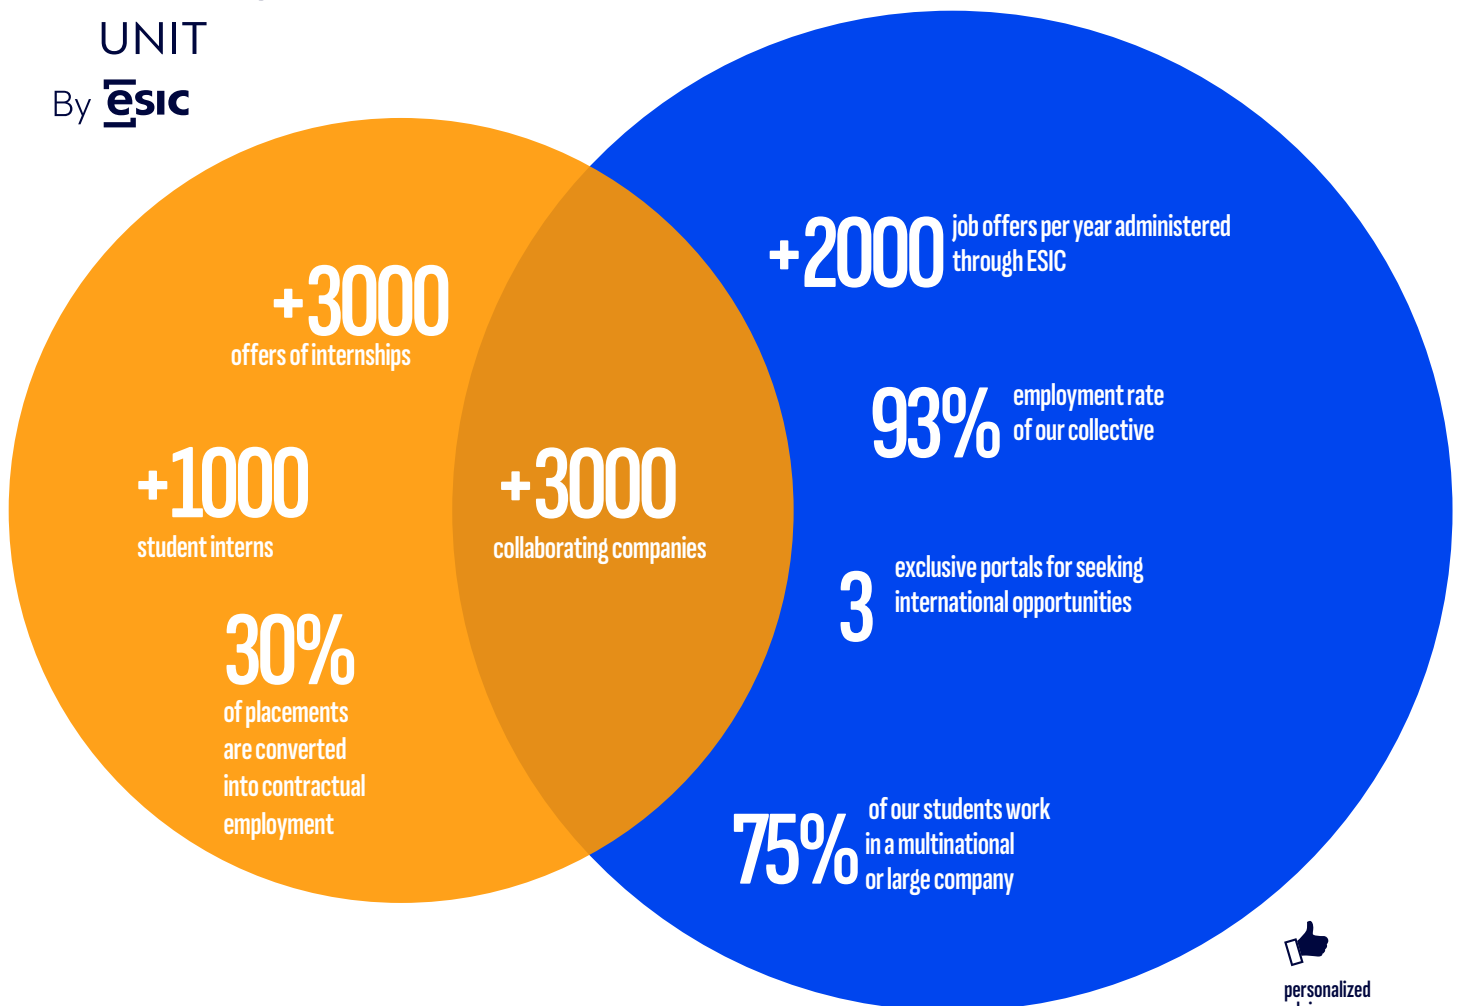 UNIT
By esic
+3000
offers of internships
+1000
student interns
30%
of placements
are converted
into contractual
employment
+3000
collaborating companies
+2000
job offers per year administered
through ESIC
93%
employment rate
of our collective
3
exclusive portals for seeking
international opportunities
75%
of our students work
in a multinational
or large company
personalized